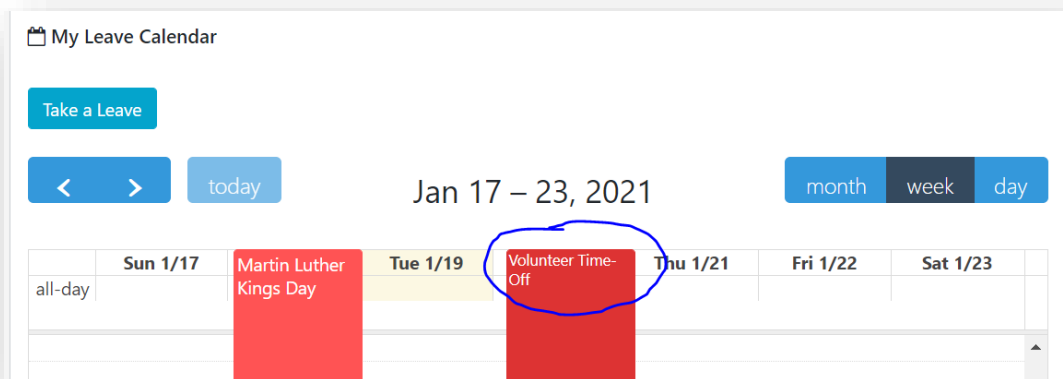 My Leave Calendar
Take a Leave
today
Jan 17 – 23, 2021
month
week
day
Sun 1/17
Martin Luther
Kings Day
Tue 1/19
Volunteer Time-
Off
Thu 1/21
Fri 1/22
Sat 1/23
all-day